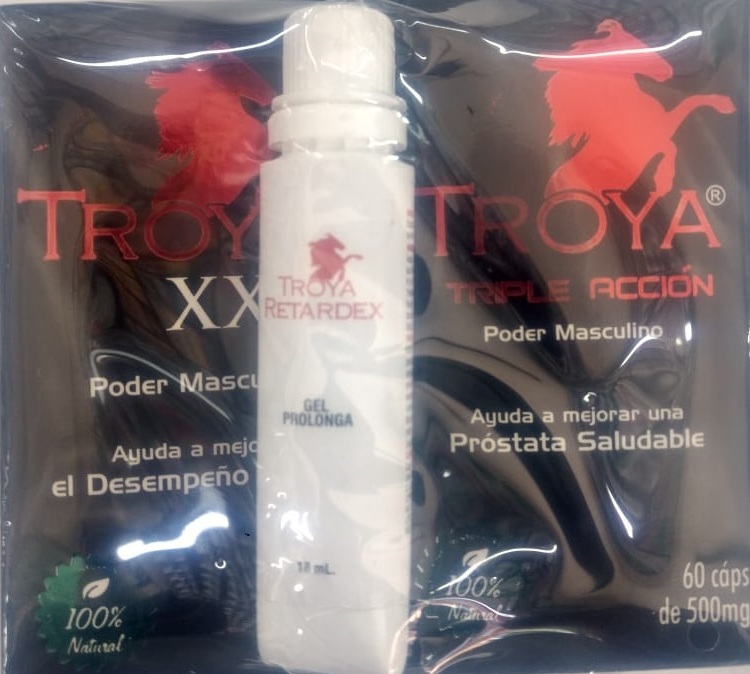 TROY
XX
Poder Mascu
Ayuda a mejo
el Desempeño
100%
Natural
TROYA
RETARDEX
GEL
PROLONGA
18 mL.
TROYA®
TRIPLE ACCIÓN
Poder Masculino
Ayuda a mejorar una
Próstata Saludable
100%
Natural
60 cáps
de 500mg